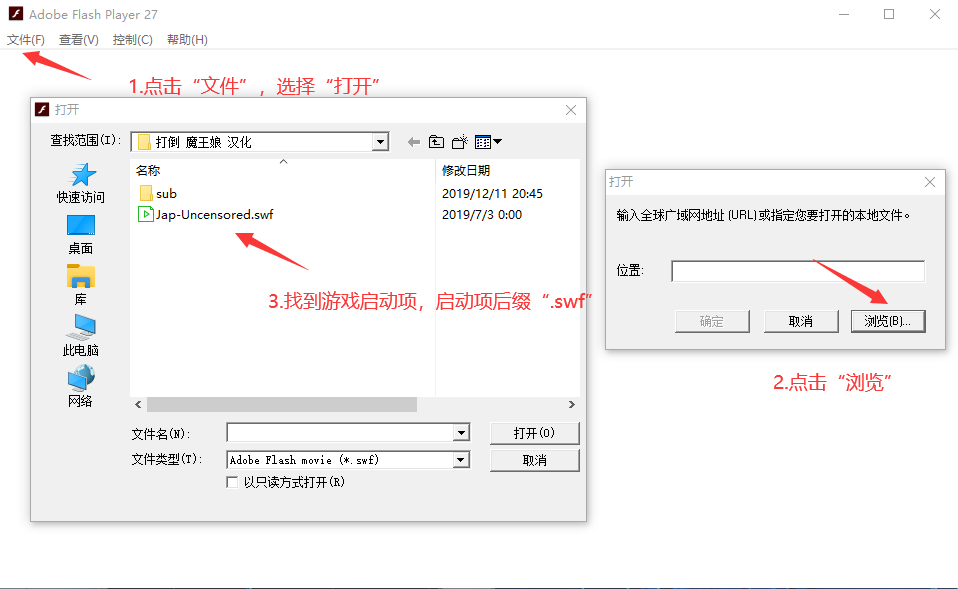 Adobe Flash Player 27
文件(F) 查看(V) 控制(C) 帮助(H)
1.点击“文件”，选择“打开”
打开
查找范围(I): 打倒 魔王娘 汉化
名称 修改日期
sub 2019/12/11 20:45
Jap-Uncensored.swf 2019/7/3 0:00
快速访问
桌面
库
此电脑
网络
3.找到游戏启动项，启动项后缀“.swf”
文件名(N): 打开(O)
文件类型(T): Adobe Flash movie (*.swf) 取消
以只读方式打开(R)
打开
输入全球广域网地址 (URL) 或指定您要打开的本地文件。
位置:
确定 取消 浏览(B)...
2.点击“浏览”